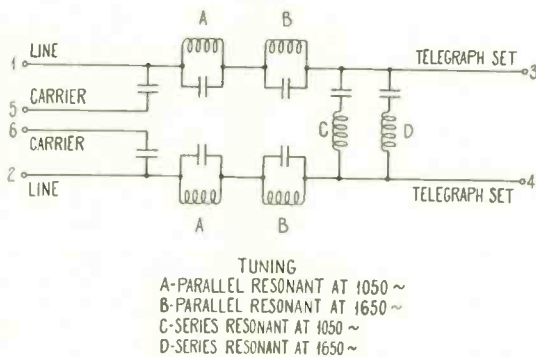 A B
1 LINE TELEGRAPH SET 3
5 CARRIER
6 C D
CARRIER
2 4
LINE TELEGRAPH SET
A B
TUNING
A-PARALLEL RESONANT AT 1050 ~
B-PARALLEL RESONANT AT 1650 ~
C-SERIES RESONANT AT 1050 ~
D-SERIES RESONANT AT 1650 ~